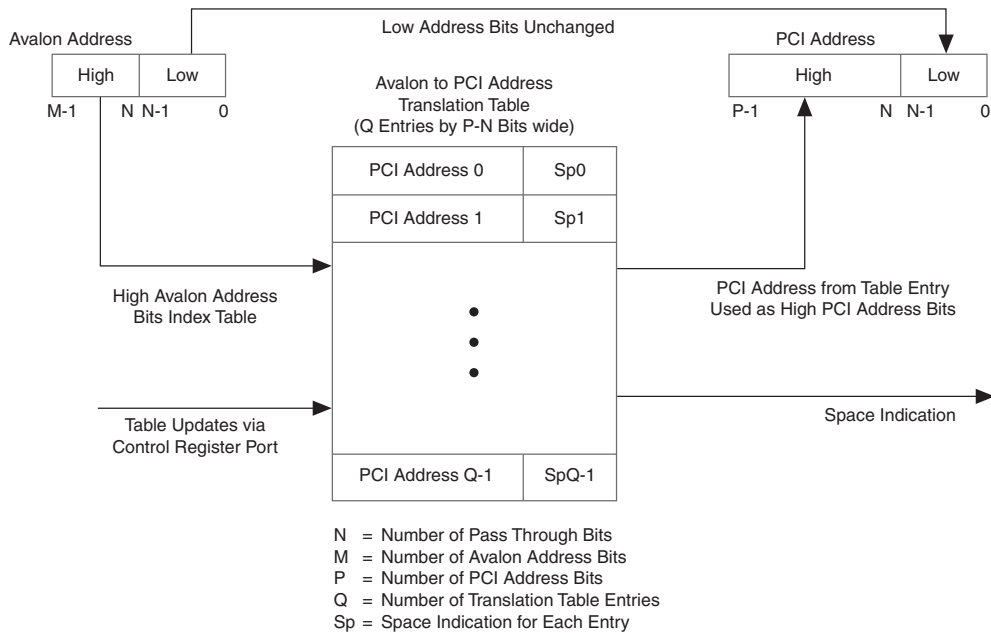 Low Address Bits Unchanged
Avalon Address
PCI Address
High Low
High Low
M-1 N N-1 0
P-1 N N-1 0
Avalon to PCI Address
Translation Table
(Q Entries by P-N Bits wide)
PCI Address 0 Sp0
PCI Address 1 Sp1
High Avalon Address
Bits Index Table
PCI Address from Table Entry
Used as High PCI Address Bits
Table Updates via
Control Register Port
Space Indication
PCI Address Q-1 SpQ-1
N = Number of Pass Through Bits
M = Number of Avalon Address Bits
P = Number of PCI Address Bits
Q = Number of Translation Table Entries
Sp = Space Indication for Each Entry